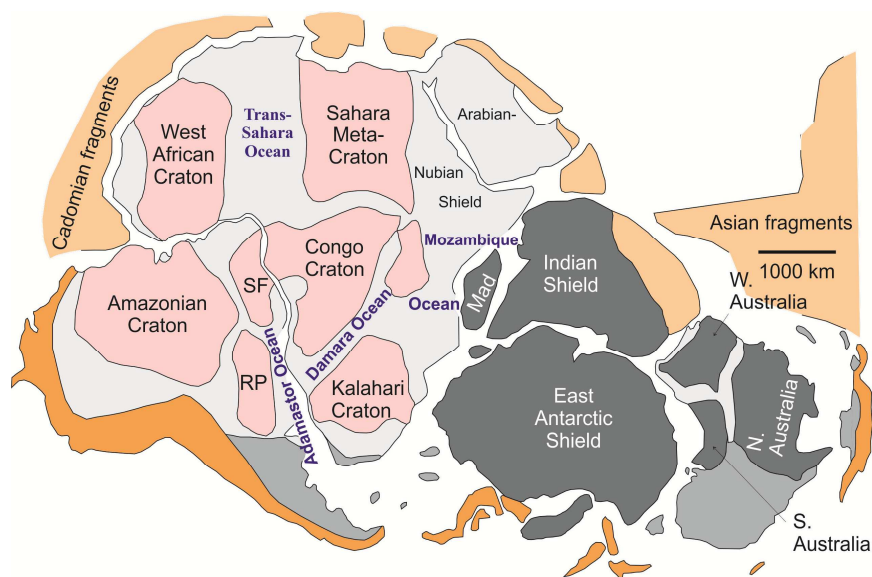 Cadomian fragments
West
African
Craton
Trans-
Sahara
Ocean
Sahara
Meta-
Craton
Arabian-
Nubian
Shield
Asian fragments
1000 km
Mozambique
Ocean
Congo
Craton
SF
Amazonian
Craton
Mad
Indian
Shield
W.
Australia
Adamastor Ocean
Damara Ocean
RP
Kalahari
Craton
East
Antarctic
Shield
N.
Australia
S.
Australia